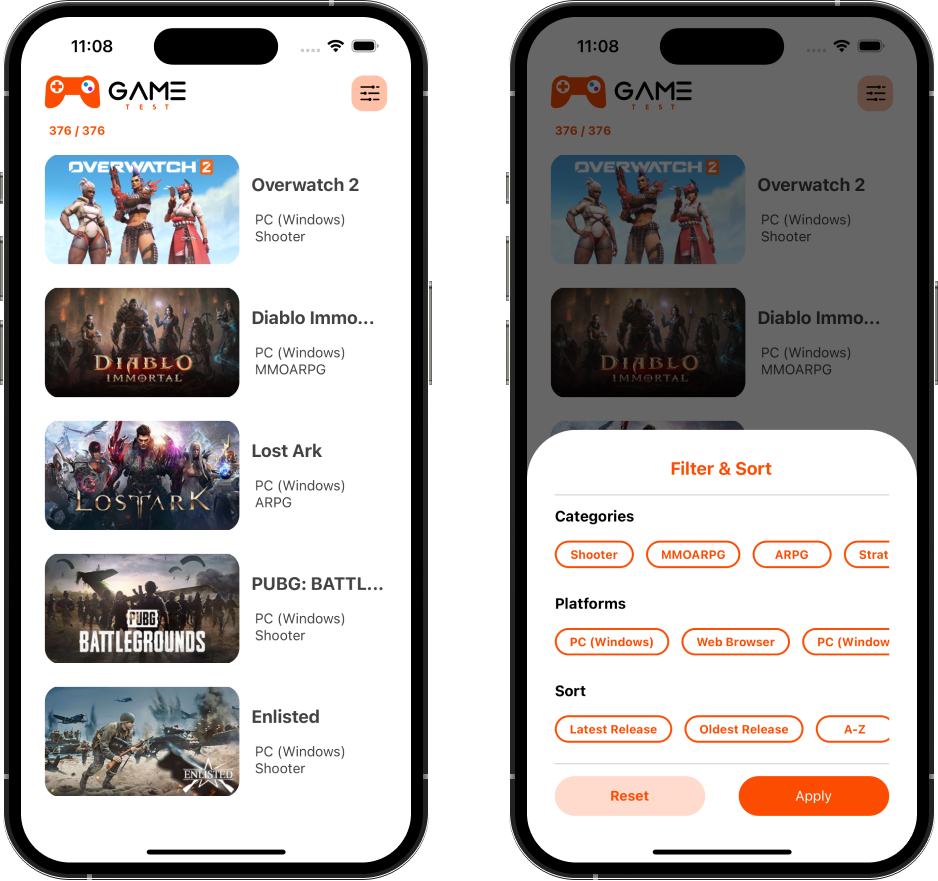 11:08
GAME
TEST
376 / 376
OVERWATCH 2
Overwatch 2
PC (Windows)
Shooter
DIABLO
IMMORTAL
Diablo Immo...
PC (Windows)
MMOARPG
LOST ARK
Lost Ark
PC (Windows)
ARPG
PUBG
BATTLEGROUNDS
PUBG: BATTL...
PC (Windows)
Shooter
ENLISTED
Enlisted
PC (Windows)
Shooter
11:08
GAME
TEST
376 / 376
OVERWATCH 2
Overwatch 2
PC (Windows)
Shooter
DIABLO
IMMORTAL
Diablo Immo...
PC (Windows)
MMOARPG
Filter & Sort
Categories
Shooter MMOARPG ARPG Strat
Platforms
PC (Windows) Web Browser PC (Window
Sort
Latest Release Oldest Release A-Z
Reset Apply